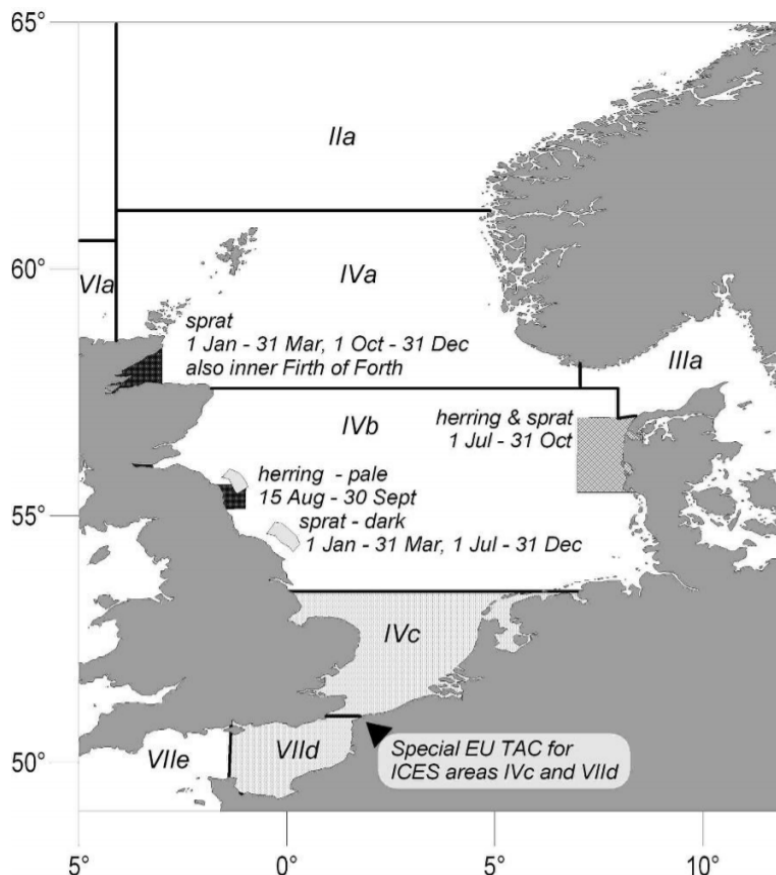 65°
IIa
60°
VIa
IVa
sprat
1 Jan - 31 Mar, 1 Oct - 31 Dec
also inner Firth of Forth
IIIa
IVb
herring & sprat
1 Jul - 31 Oct
herring - pale
15 Aug - 30 Sept
55°
sprat - dark
1 Jan - 31 Mar, 1 Jul - 31 Dec
IVc
50°
VIIe
VIId
Special EU TAC for
ICES areas IVc and VIId
5°
0°
5°
10°